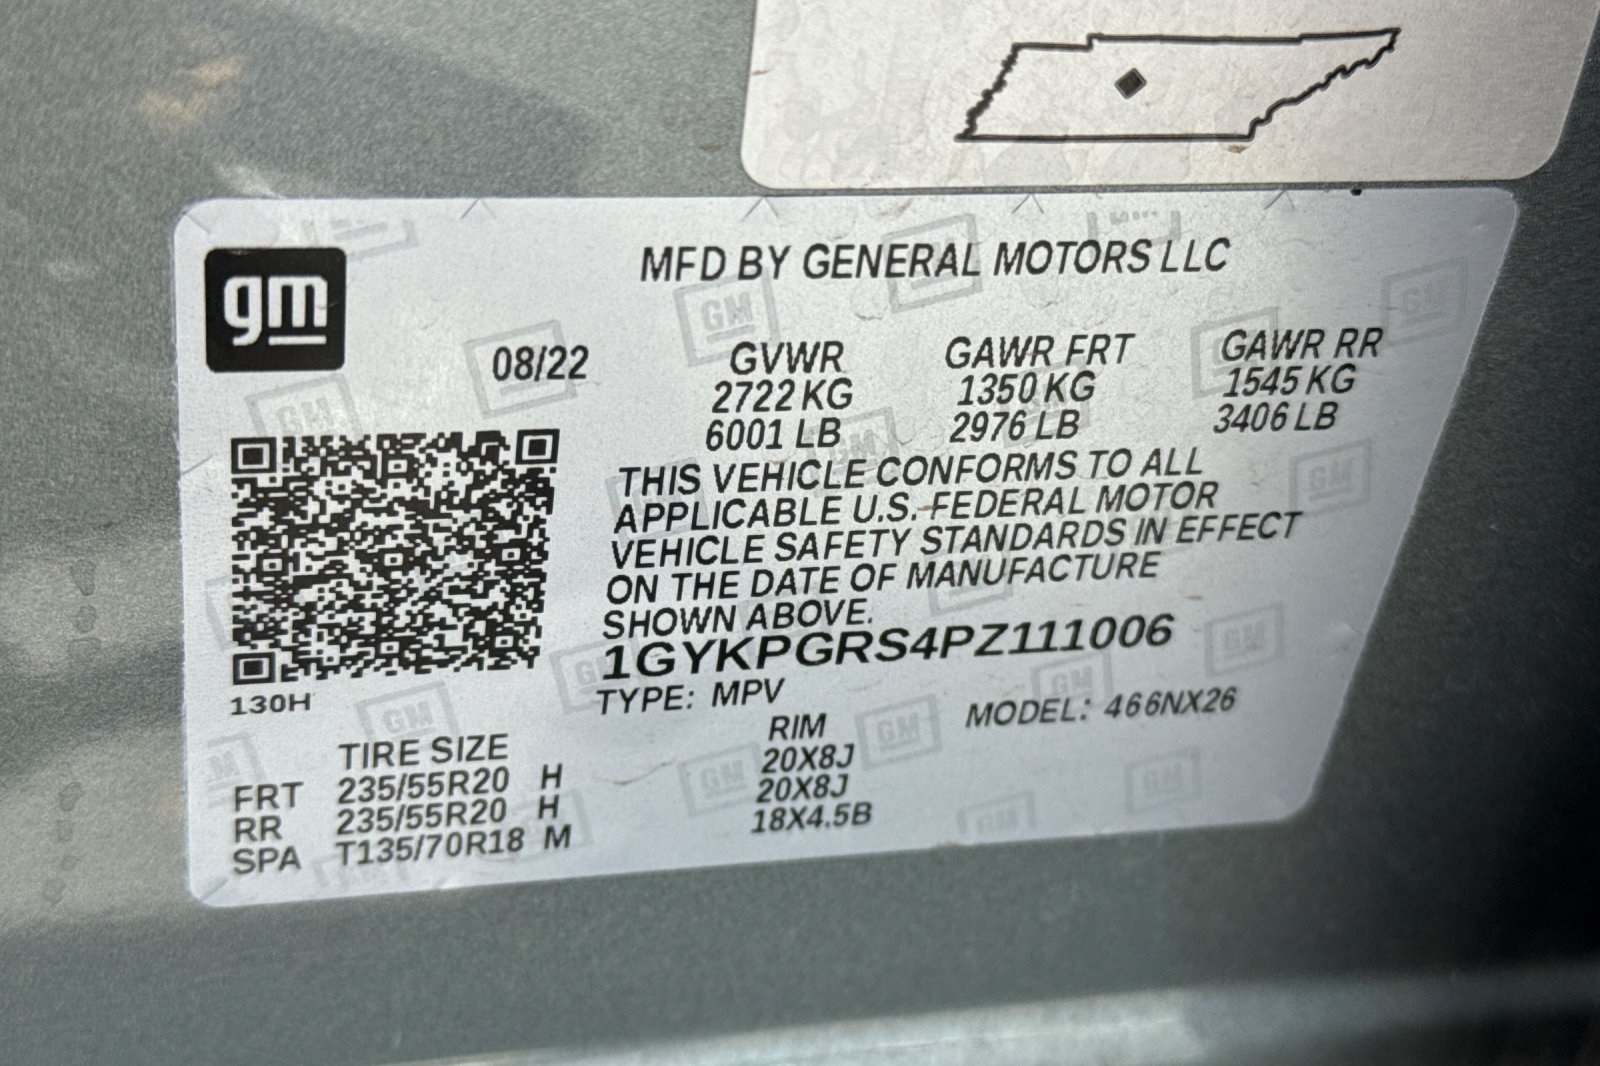 gm
MFD BY GENERAL MOTORS LLC
08/22 GVWR GAWR FRT GAWR RR
2722 KG 1350 KG 1545 KG
6001 LB 2976 LB 3406 LB
THIS VEHICLE CONFORMS TO ALL
APPLICABLE U.S. FEDERAL MOTOR
VEHICLE SAFETY STANDARDS IN EFFECT
ON THE DATE OF MANUFACTURE
SHOWN ABOVE.
1GYKPGRS4PZ111006
130H
TYPE: MPV MODEL: 466NX26
TIRE SIZE RIM
FRT 235/55R20 H 20X8J
RR 235/55R20 H 20X8J
SPA T135/70R18 M 18X4.5B